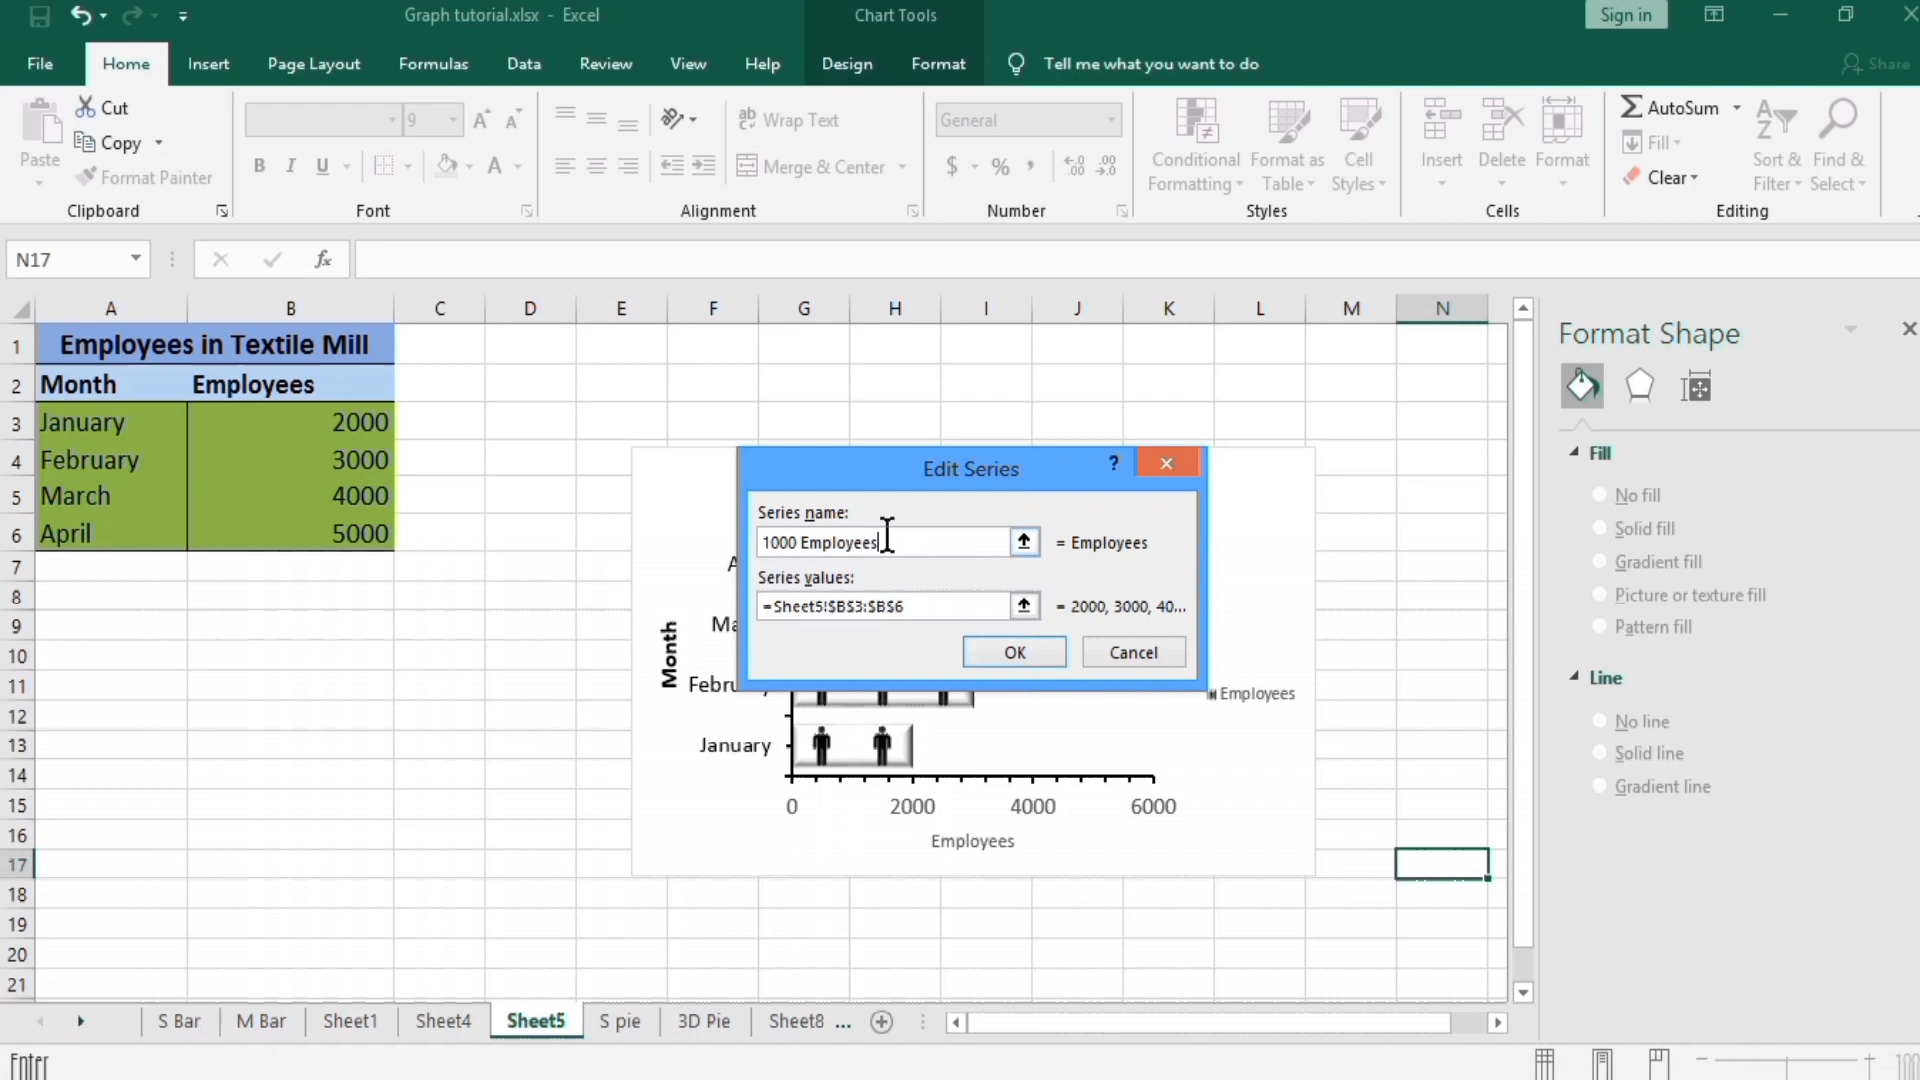 Graph tutorial.xlsx - Excel
Chart Tools
Sign in
File Home Insert Page Layout Formulas Data Review View Help Design Format Tell me what you want to do Share
Paste
Cut
Copy
Format Painter
Clipboard
9
B I U
A
Font
ab Wrap Text
Merge & Center
Alignment
General
$ % ,
Number
Conditional Formatting
Format as Table
Cell Styles
Styles
Insert
Delete
Format
Cells
Σ AutoSum
Fill
Clear
Sort & Filter
Find & Select
Editing
N17
fx
A B C D E F G H I J K L M N
1 Employees in Textile Mill
2 Month Employees
3 January 2000
4 February 3000
5 March 4000
6 April 5000
7
8
9
10
11
12
13
14
15
16
17
18
19
20
21
Edit Series
?
Series name:
1000 Employees
= Employees
Series values:
=Sheet5!$B$3:$B$6
= 2000, 3000, 40...
OK
Cancel
A
Ma
Febru
January
Month
0 2000 4000 6000
Employees
Employees
Format Shape
Fill
No fill
Solid fill
Gradient fill
Picture or texture fill
Pattern fill
Line
No line
Solid line
Gradient line
S Bar M Bar Sheet1 Sheet4 Sheet5 S pie 3D Pie Sheet8 ...
Enter
100